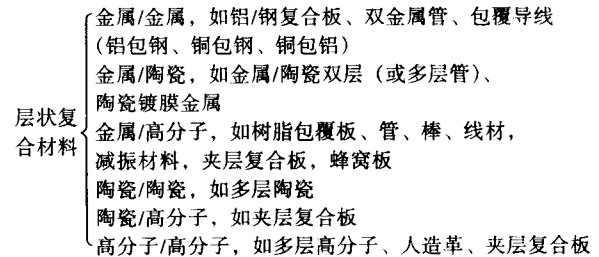 金属/金属，如铝/钢复合板、双金属管、包覆导线
(铝包钢、铜包钢、铜包铝)
金属/陶瓷，如金属/陶瓷双层（或多层管）、
陶瓷镀膜金属
层状复
合材料
金属/高分子，如树脂包覆板、管、棒、线材，
减振材料，夹层复合板，蜂窝板
陶瓷/陶瓷，如多层陶瓷
陶瓷/高分子，如夹层复合板
高分子/高分子，如多层高分子、人造革、夹层复合板